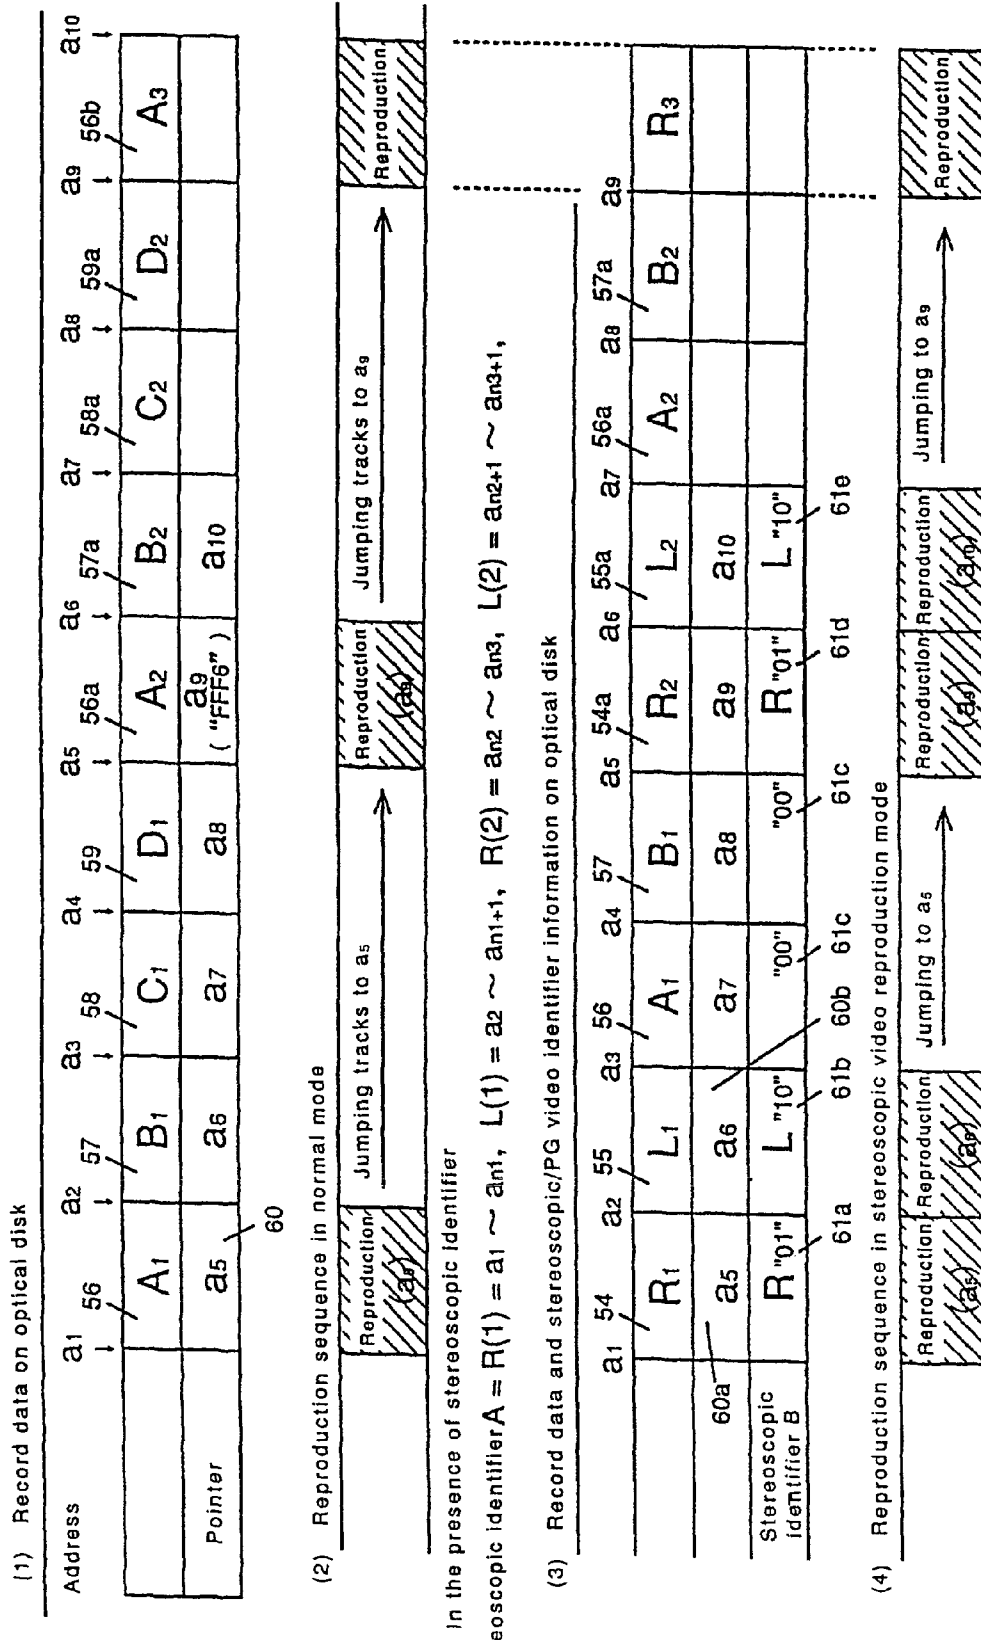 (1) Record data on optical disk
Address a1 a2 a3 a4 a5 a6 a7 a8 a9 a10
56 57 58 59 56a 57a 58a 59a 56b
A1 B1 C1 D1 A2 B2 C2 D2 A3
Pointer a5 a6 a7 a8 a9 ("FFF6") a10
60
(2) Reproduction sequence in normal mode
Reproduction Jumping tracks to a5 Reproduction Jumping tracks to a9 Reproduction
(a9)
In the presence of stereoscopic identifier
eoscopic identifier A = R(1) = a1 ~ an1, L(1) = a2 ~ an1+1, R(2) = an2 ~ an3, L(2) = an2+1 ~ an3+1,
(3) Record data and stereoscopic/PG video identifier information on optical disk
a1 a2 a3 a4 a5 a6 a7 a8 a9
54 55 56 57 54a 55a 56a 57a
R1 L1 A1 B1 R2 L2 A2 B2 R3
60a a5 a6 a7 a8 a9 a10
Stereoscopic identifier B R"01" L"10" "00" "00" R"01" L"10"
61a 61b 60b 61c 61c 61d 61e
(4) Reproduction sequence in stereoscopic video reproduction mode
Reproduction Reproduction Jumping to a5 Reproduction Reproduction Jumping to a9 Reproduction
(a5) (a6) (a9) (a10)